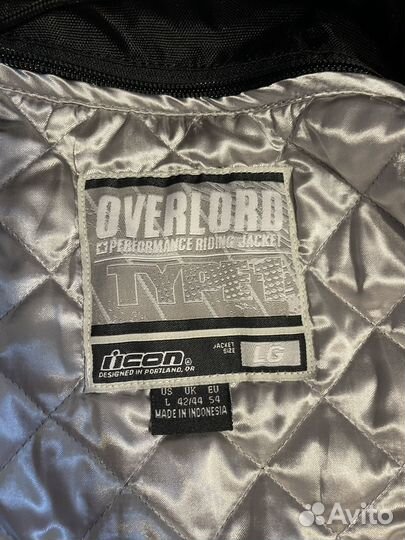 OVERLORD
PERFORMANCE RIDING JACKET
icon
DESIGNED IN PORTLAND, OR
JACKET
SIZE
LG
US UK EU
L 42/44 54
MADE IN INDONESIA
Avito